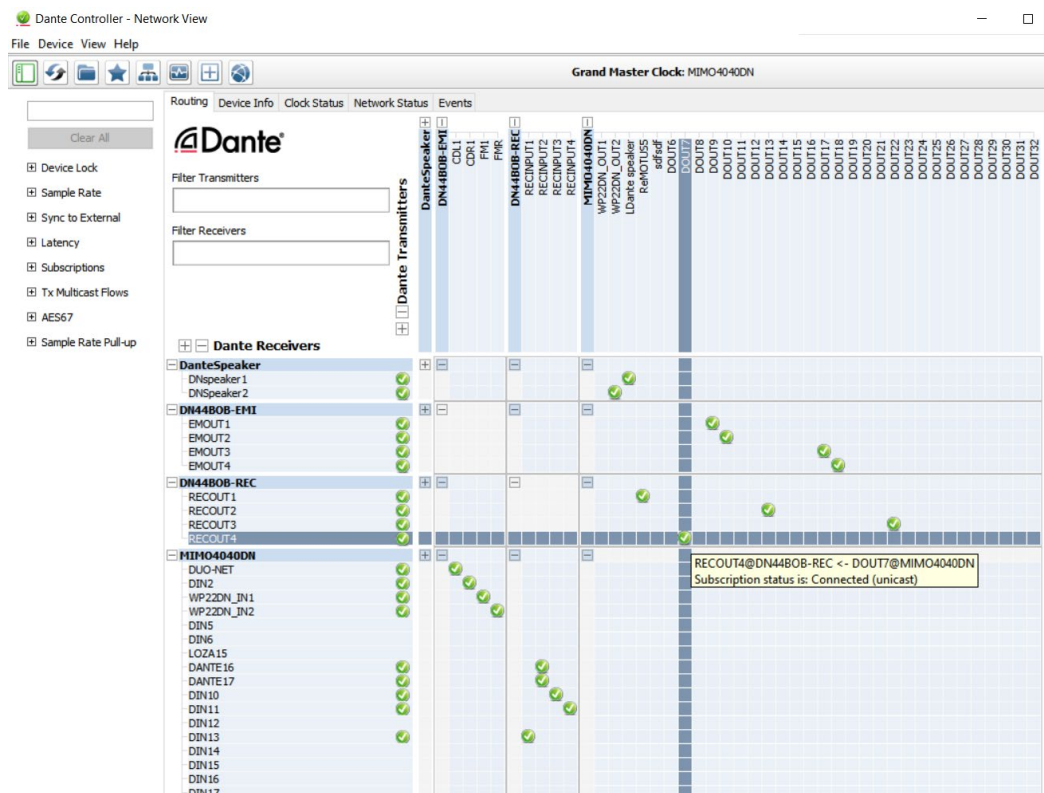 Dante Controller - Network View
File Device View Help
Grand Master Clock: MIMO4040DN
Routing Device Info Clock Status Network Status Events
Clear All
Device Lock
Sample Rate
Sync to External
Latency
Subscriptions
Tx Multicast Flows
AES67
Sample Rate Pull-up
Dante
Filter Transmitters
Filter Receivers
Dante Transmitters
DanteSpeaker
DN44BOB-EMI
CDL1
CDR1
FM1
FMR
DN44BOB-REC
RECINPUT1
RECINPUT2
RECINPUT3
RECINPUT4
MIMO4040DN
WP22DN_OUT1
WP22DN_OUT2
LDante speaker
ReMOTUSS
sdfsdf
DOUT6
DOUT7
DOUT8
DOUT9
DOUT10
DOUT11
DOUT12
DOUT13
DOUT14
DOUT15
DOUT16
DOUT17
DOUT18
DOUT19
DOUT20
DOUT21
DOUT22
DOUT23
DOUT24
DOUT25
DOUT26
DOUT27
DOUT28
DOUT29
DOUT30
DOUT31
DOUT32
Dante Receivers
DanteSpeaker
DNspeaker1
DNSpeaker2
DN44BOB-EMI
EMOUT1
EMOUT2
EMOUT3
EMOUT4
DN44BOB-REC
RECOUT1
RECOUT2
RECOUT3
RECOUT4
MIMO4040DN
DUO-NET
DIN2
WP22DN_IN1
WP22DN_IN2
DIN5
DIN6
LOZA15
DANTE16
DANTE17
DIN10
DIN11
DIN12
DIN13
DIN14
DIN15
DIN16
DIN17
RECOUT4@DN44BOB-REC <- DOUT7@MIMO4040DN
Subscription status is: Connected (unicast)